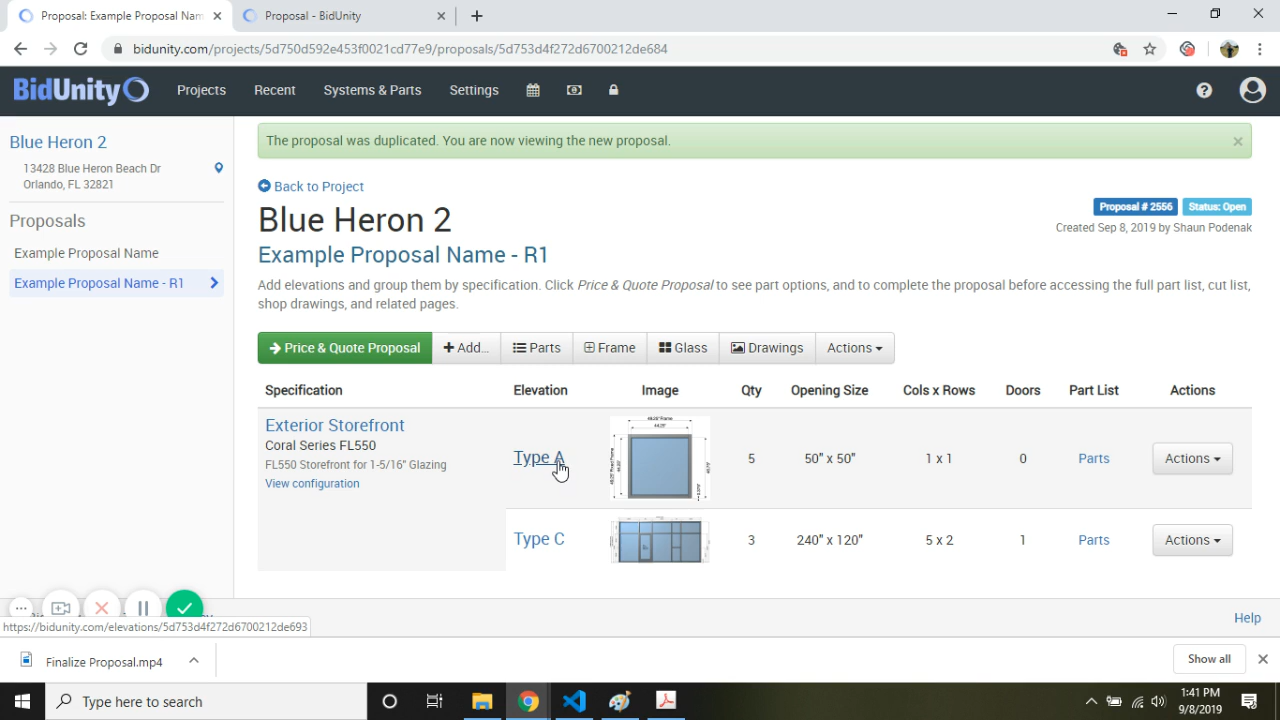 Proposal: Example Proposal Nam
Proposal - BidUnity
bidunity.com/projects/5d750d592e453f0021cd77e9/proposals/5d753d4f272d6700212de684
BidUnity
Projects
Recent
Systems & Parts
Settings
Blue Heron 2
13428 Blue Heron Beach Dr
Orlando, FL 32821
Proposals
Example Proposal Name
Example Proposal Name - R1
The proposal was duplicated. You are now viewing the new proposal.
Back to Project
Blue Heron 2
Proposal # 2556
Status: Open
Created Sep 8, 2019 by Shaun Podenak
Example Proposal Name - R1
Add elevations and group them by specification. Click Price & Quote Proposal to see part options, and to complete the proposal before accessing the full part list, cut list,
shop drawings, and related pages.
Price & Quote Proposal
Add...
Parts
Frame
Glass
Drawings
Actions
Specification Elevation Image Qty Opening Size Cols x Rows Doors Part List Actions
Exterior Storefront
Coral Series FL550
FL550 Storefront for 1-5/16" Glazing
View configuration
Type A 5 50" x 50" 1 x 1 0 Parts Actions
Type C 3 240" x 120" 5 x 2 1 Parts Actions
Help
https://bidunity.com/elevations/5d753d4f272d6700212de693
Finalize Proposal.mp4
Show all
Type here to search
1:41 PM
9/8/2019